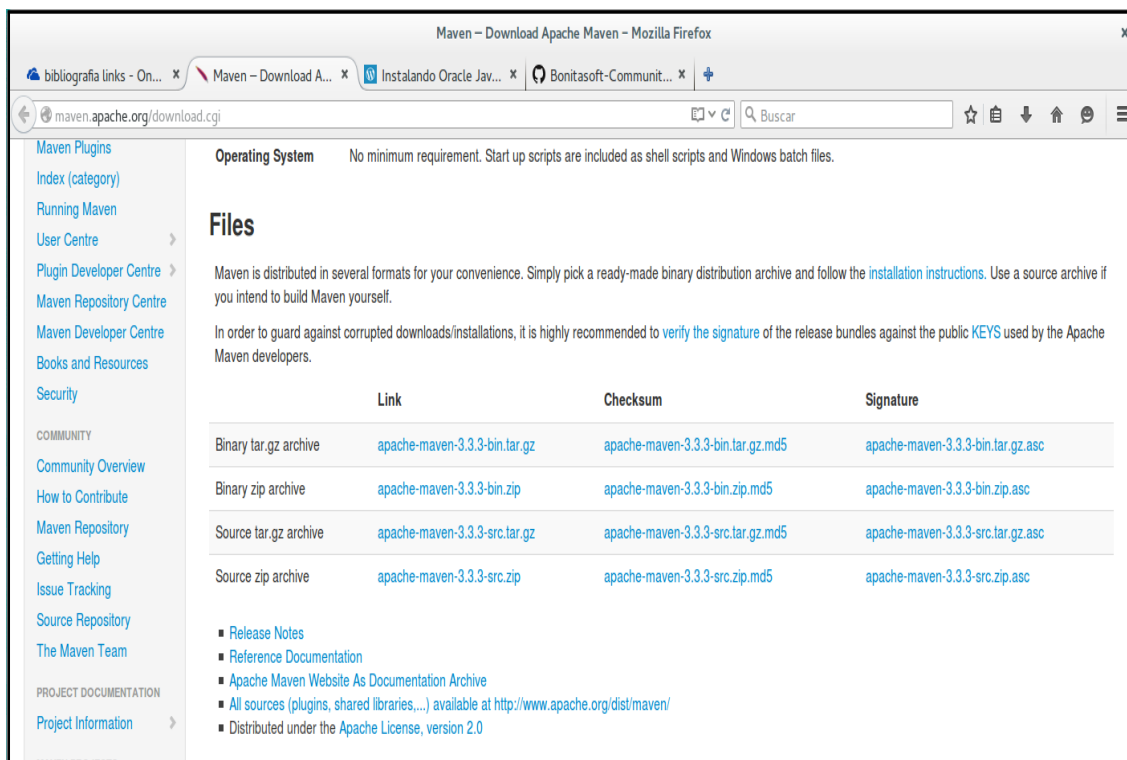 Maven – Download Apache Maven - Mozilla Firefox
bibliografia links - On...
Maven – Download A...
Instalando Oracle Jav...
Bonitasoft-Communit...
maven.apache.org/download.cgi
Buscar
Maven Plugins
Index (category)
Running Maven
User Centre
Plugin Developer Centre
Maven Repository Centre
Maven Developer Centre
Books and Resources
Security
COMMUNITY
Community Overview
How to Contribute
Maven Repository
Getting Help
Issue Tracking
Source Repository
The Maven Team
PROJECT DOCUMENTATION
Project Information
Operating System No minimum requirement. Start up scripts are included as shell scripts and Windows batch files.
Files
Maven is distributed in several formats for your convenience. Simply pick a ready-made binary distribution archive and follow the installation instructions. Use a source archive if
you intend to build Maven yourself.
In order to guard against corrupted downloads/installations, it is highly recommended to verify the signature of the release bundles against the public KEYS used by the Apache
Maven developers.
Link Checksum Signature
Binary tar.gz archive apache-maven-3.3.3-bin.tar.gz apache-maven-3.3.3-bin.tar.gz.md5 apache-maven-3.3.3-bin.tar.gz.asc
Binary zip archive apache-maven-3.3.3-bin.zip apache-maven-3.3.3-bin.zip.md5 apache-maven-3.3.3-bin.zip.asc
Source tar.gz archive apache-maven-3.3.3-src.tar.gz apache-maven-3.3.3-src.tar.gz.md5 apache-maven-3.3.3-src.tar.gz.asc
Source zip archive apache-maven-3.3.3-src.zip apache-maven-3.3.3-src.zip.md5 apache-maven-3.3.3-src.zip.asc
Release Notes
Reference Documentation
Apache Maven Website As Documentation Archive
All sources (plugins, shared libraries,...) available at http://www.apache.org/dist/maven/
Distributed under the Apache License, version 2.0